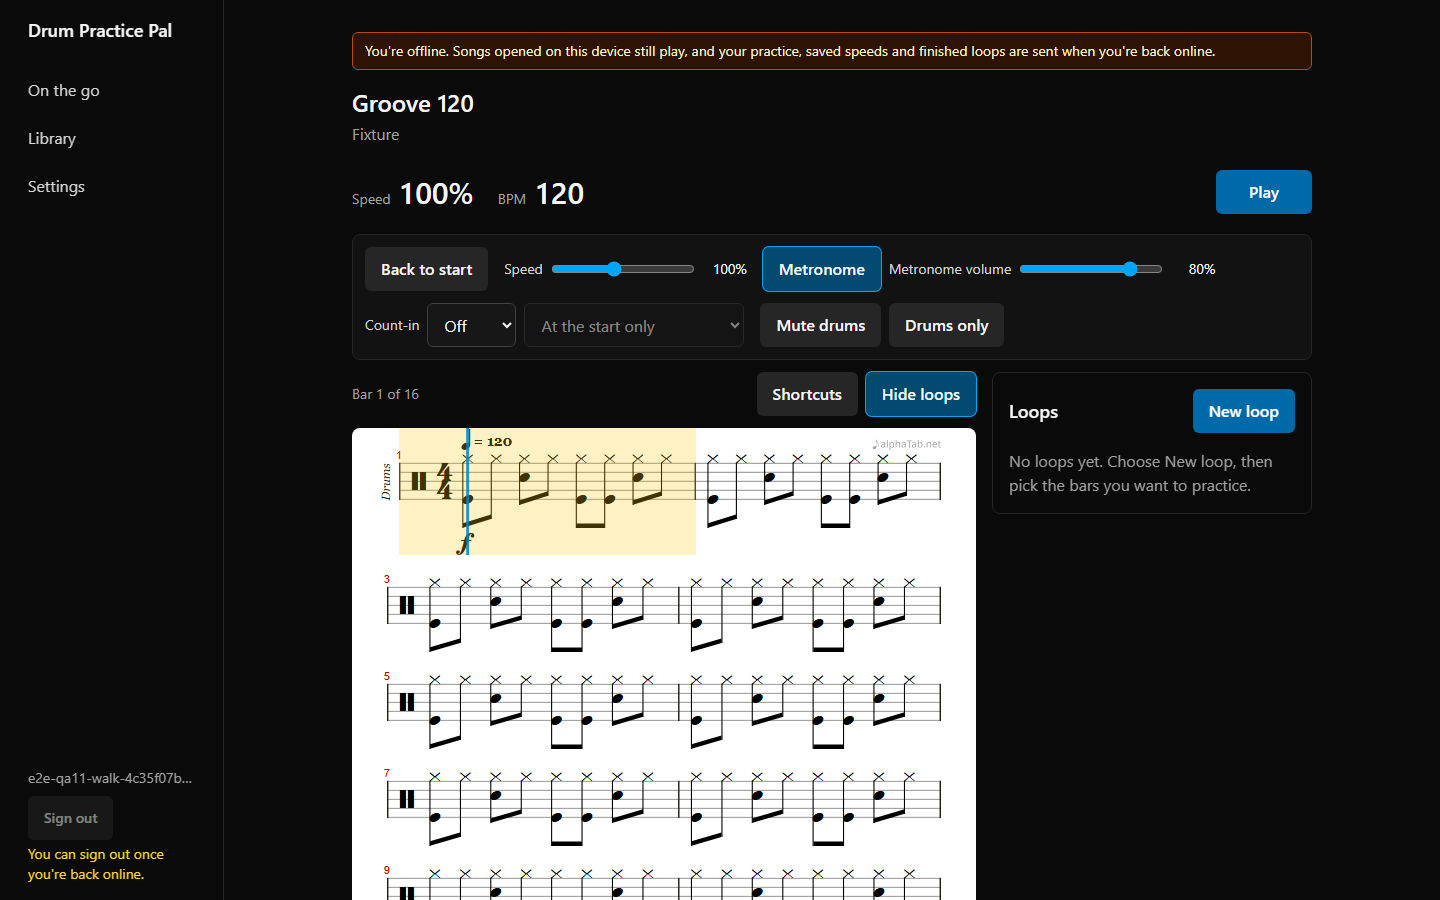 Drum Practice Pal
On the go
Library
Settings
e2e-qa11-walk-4c35f07b...
Sign out
You can sign out once
you're back online.
You're offline. Songs opened on this device still play, and your practice, saved speeds and finished loops are sent when you're back online.
Groove 120
Fixture
Speed 100% BPM 120
Play
Back to start Speed 100% Metronome Metronome volume 80%
Count-in Off At the start only Mute drums Drums only
Bar 1 of 16
Shortcuts Hide loops
Loops New loop
No loops yet. Choose New loop, then
pick the bars you want to practice.
= 120
alphaTab.net
1
Drums
4
4
f
3
5
7
9